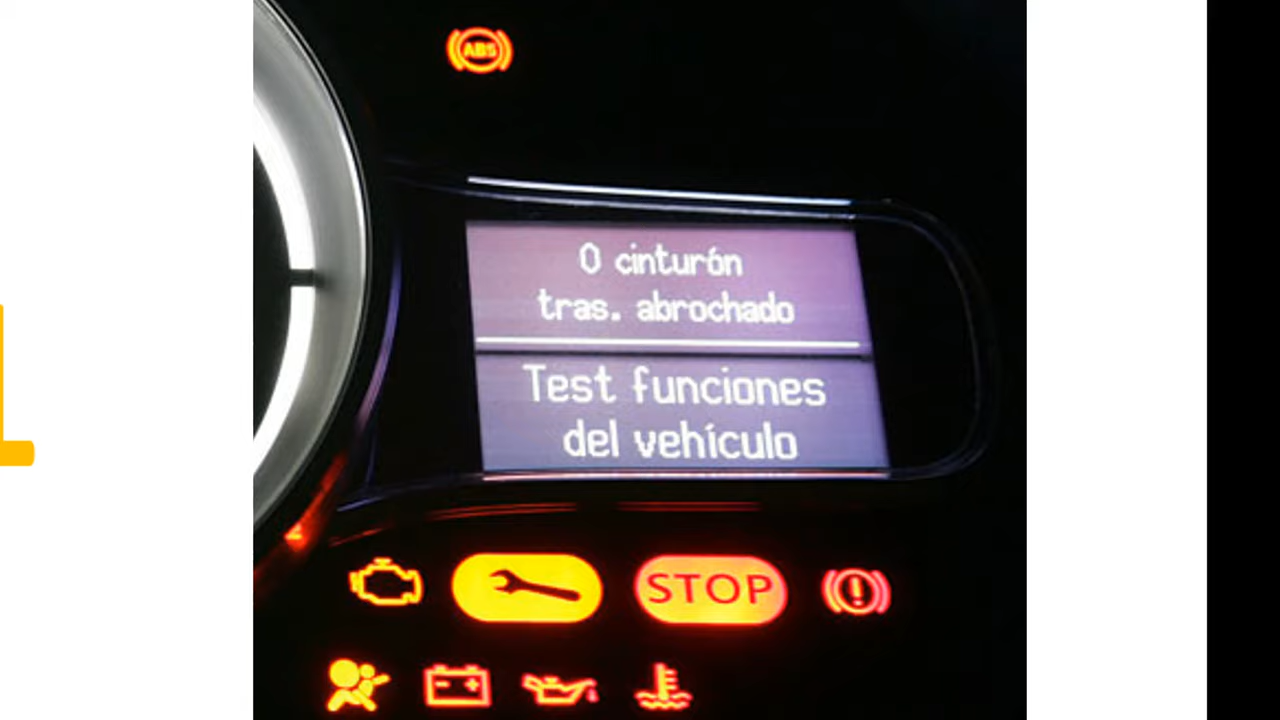 ABS
0 cinturón
tras. abrochado
Test funciones
del vehículo
STOP